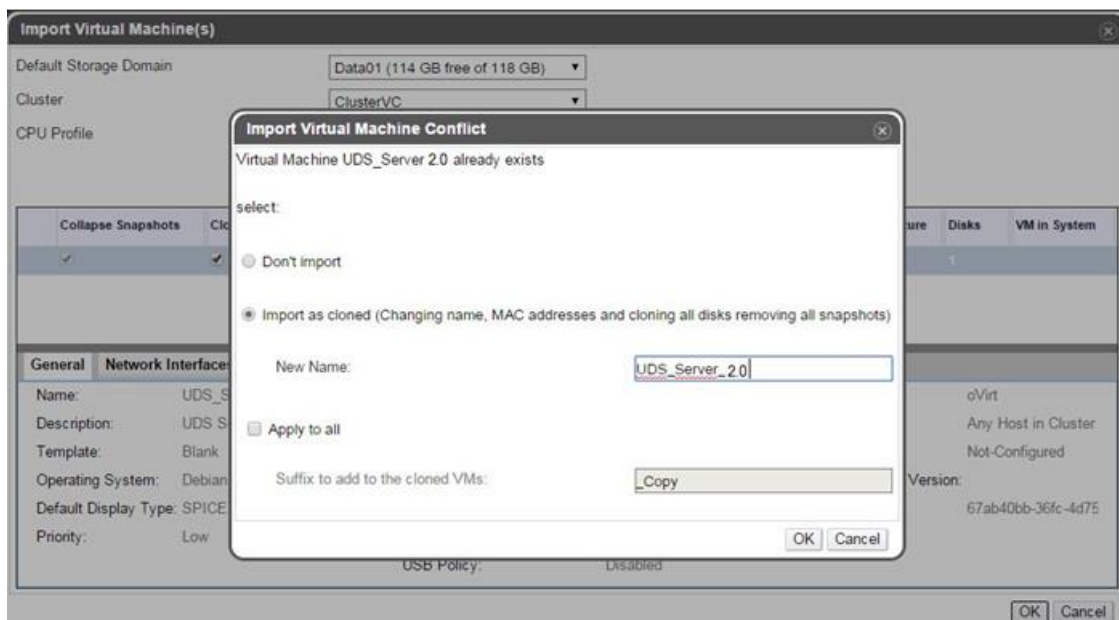 Import Virtual Machine(s)
Default Storage Domain
Data01 (114 GB free of 118 GB)
Cluster
ClusterVC
CPU Profile
Import Virtual Machine Conflict
Virtual Machine UDS_Server 2.0 already exists
select:
Don't import
Import as cloned (Changing name, MAC addresses and cloning all disks removing all snapshots)
New Name:
UDS_Server_ 2.0
Apply to all
Suffix to add to the cloned VMs:
_Copy
OK Cancel
Collapse Snapshots Clo ure Disks VM in System
1
General Network Interfaces
Name: UDS_S oVirt
Description: UDS S Any Host in Cluster
Template: Blank Not-Configured
Operating System: Debian Version:
Default Display Type: SPICE 67ab40bb-36fc-4d75
Priority: Low
USB Policy: Disabled
OK Cancel